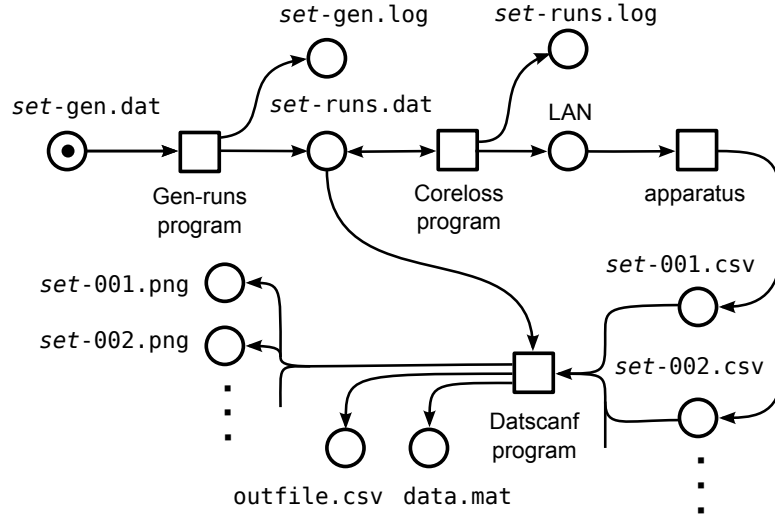 set-gen.log
set-runs.log
set-gen.dat
set-runs.dat
LAN
Gen-runs
program
Coreloss
program
apparatus
set-001.csv
set-001.png
set-002.png
set-002.csv
Datscanf
program
outfile.csv
data.mat